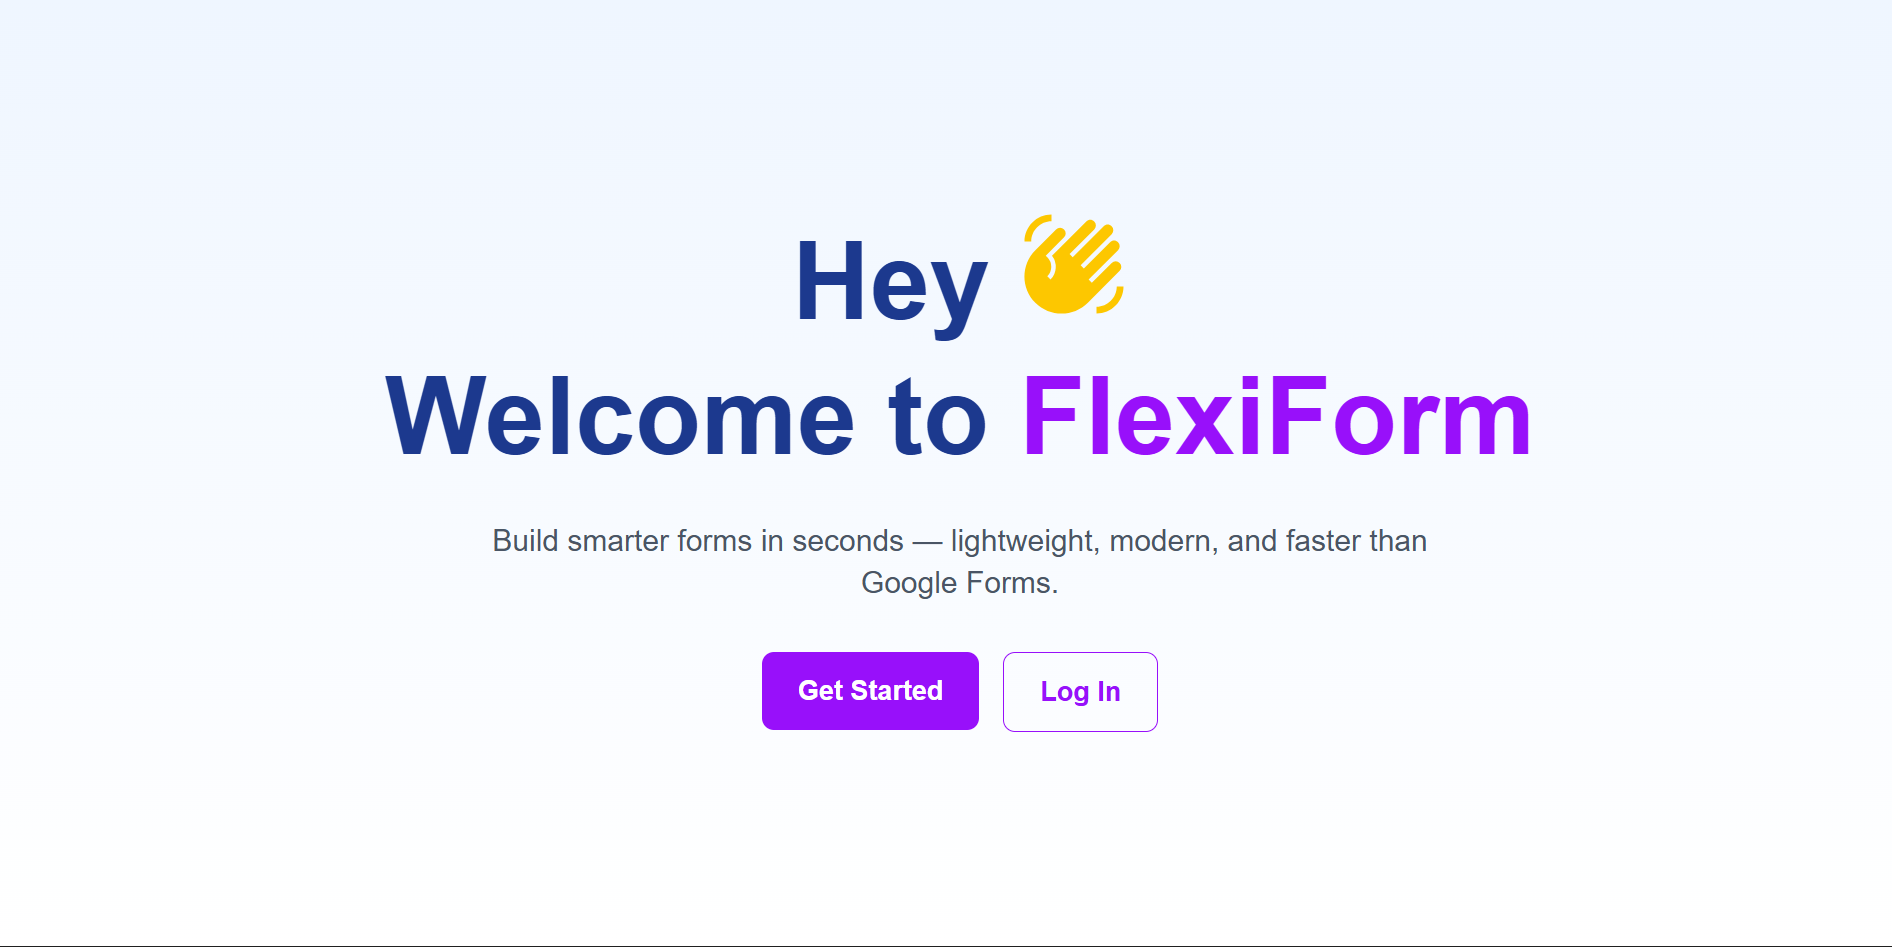 Hey
Welcome to FlexiForm
Build smarter forms in seconds — lightweight, modern, and faster than
Google Forms.
Get Started
Log In